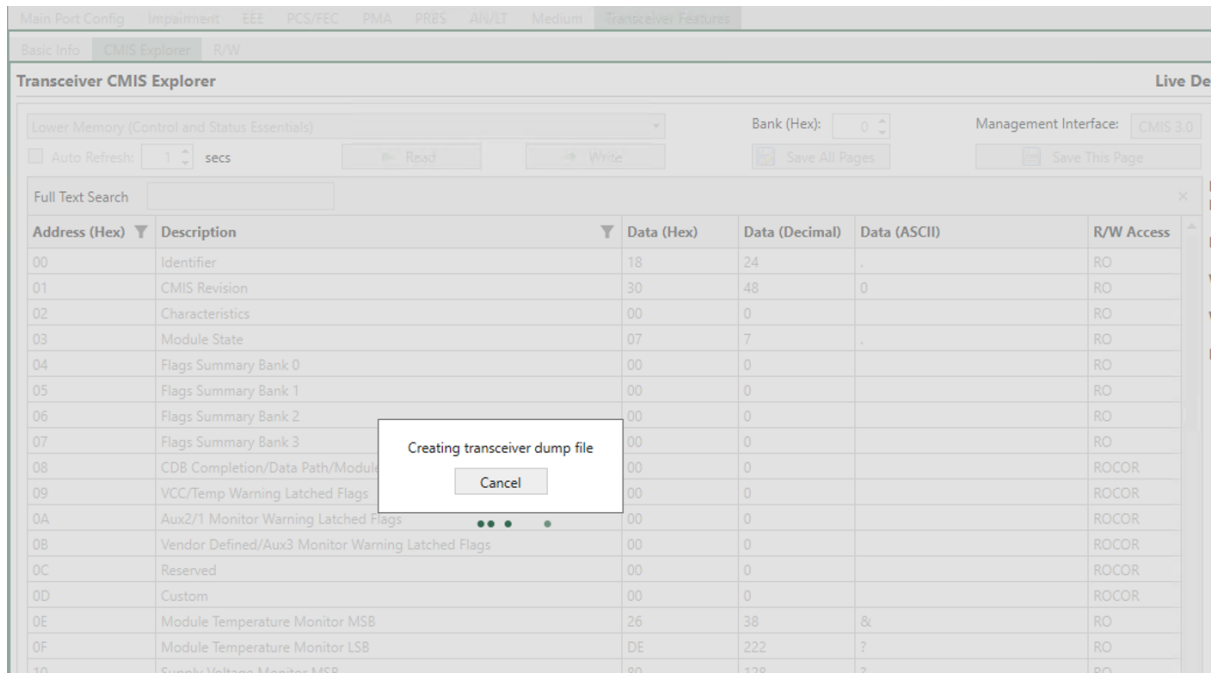 Main Port Config Impairment EEE PCS/FEC PMA PRBS AN/LT Medium Transceiver Features
Basic Info CMIS Explorer R/W
Transceiver CMIS Explorer Live De
Lower Memory (Control and Status Essentials) Bank (Hex): 0 Management Interface: CMIS 3.0
Auto Refresh: 1 secs Read Write Save All Pages Save This Page
Full Text Search
Address (Hex) Description Data (Hex) Data (Decimal) Data (ASCII) R/W Access
00 Identifier 18 24 . RO
01 CMIS Revision 30 48 0 RO
02 Characteristics 00 0 RO
03 Module State 07 7 . RO
04 Flags Summary Bank 0 00 0 RO
05 Flags Summary Bank 1 00 0 RO
06 Flags Summary Bank 2 00 0 RO
07 Flags Summary Bank 3 00 0 RO
Creating transceiver dump file
08 CDB Completion/Data Path/Module 00 0 ROCOR
Cancel
09 VCC/Temp Warning Latched Flags 00 0 ROCOR
0A Aux2/1 Monitor Warning Latched Flags 00 0 ROCOR
0B Vendor Defined/Aux3 Monitor Warning Latched Flags 00 0 ROCOR
0C Reserved 00 0 ROCOR
0D Custom 00 0 ROCOR
0E Module Temperature Monitor MSB 26 38 & RO
0F Module Temperature Monitor LSB DE 222 ? RO
10 Supply Voltage Monitor MSB 80 128 ? RO